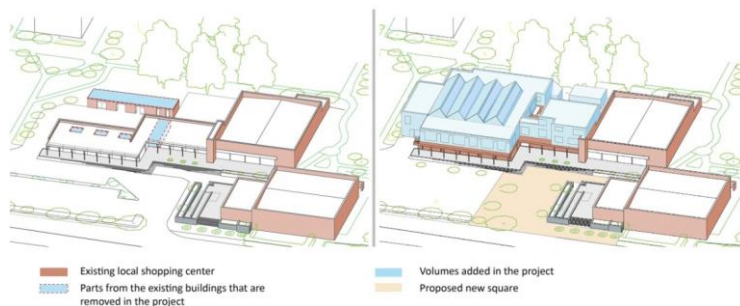 Existing local shopping center
Parts from the existing buildings that are
removed in the project
Volumes added in the project
Proposed new square